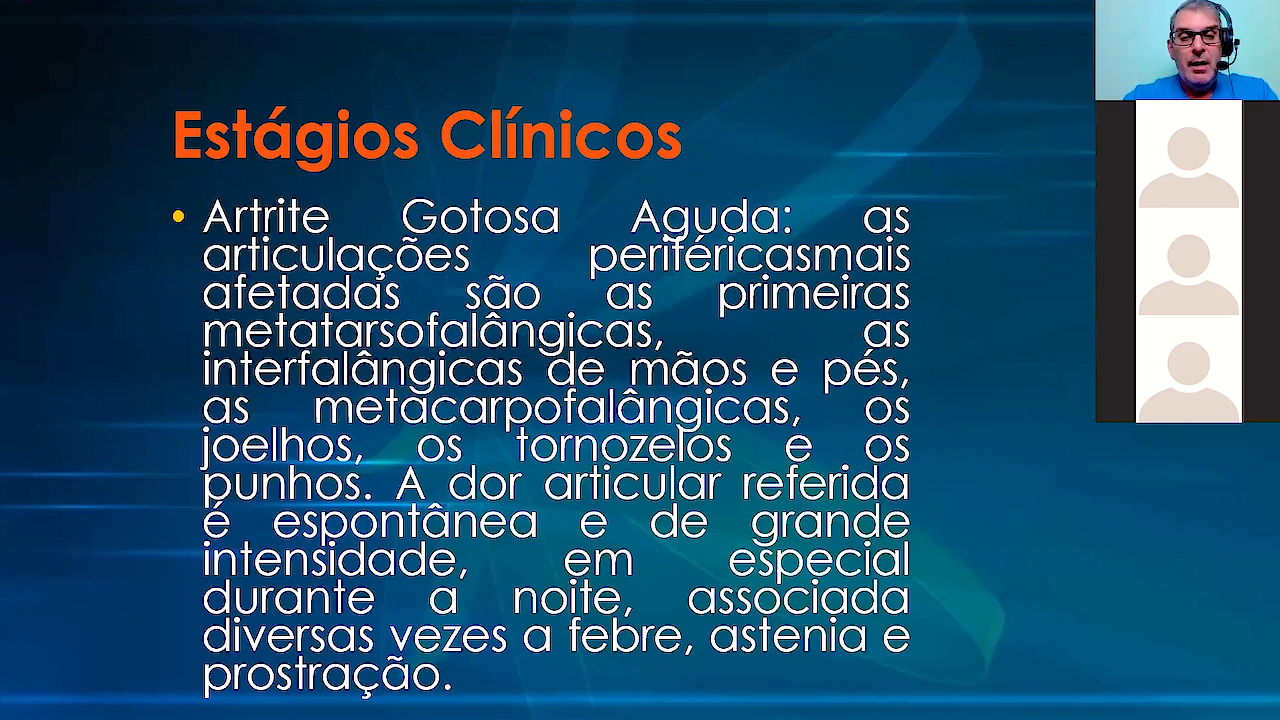 Estágios Clínicos
• Artrite Gotosa Aguda: as
articulações periféricasmais
afetadas são as primeiras
metatarsofalângicas, as
interfalângicas de mãos e pés,
as metacarpofalângicas, os
joelhos, os tornozelos e os
punhos. A dor articular referida
é espontânea e de grande
intensidade, em especial
durante a noite, associada
diversas vezes a febre, astenia e
prostração.